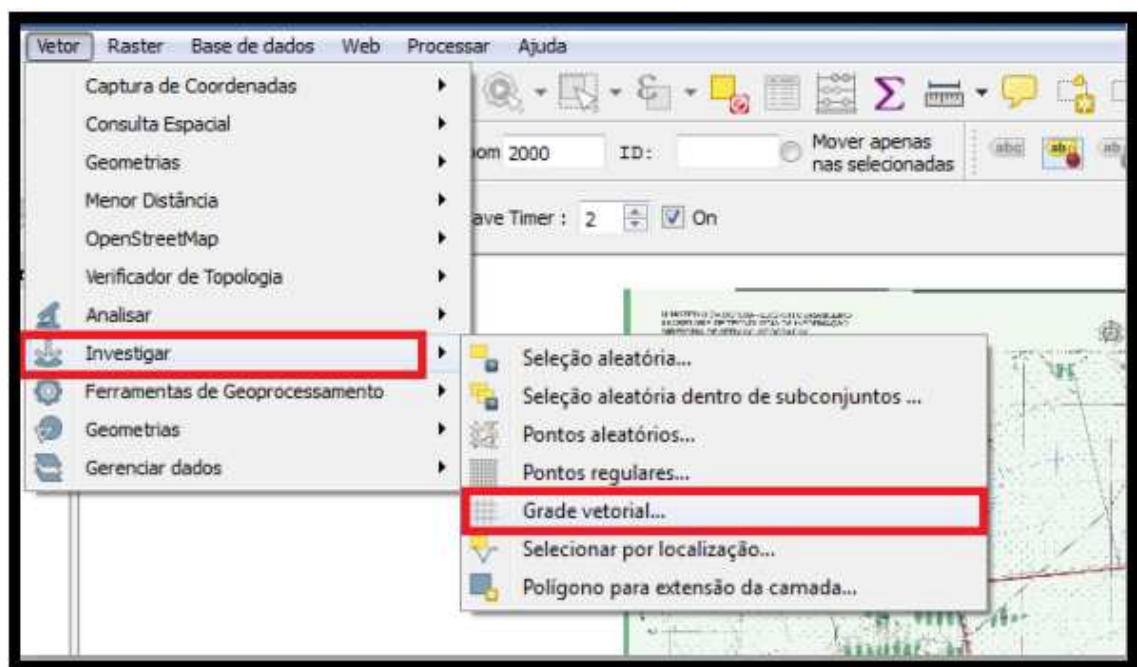 Vetor Raster Base de dados Web Processar Ajuda
Captura de Coordenadas
Consulta Espacial
Geometrias
Menor Distância
OpenStreetMap
Verificador de Topologia
Analisar
Investigar
Ferramentas de Geoprocessamento
Geometrias
Gerenciar dados
oom 2000 ID: Mover apenas
nas selecionadas
abc ab
ave Timer : 2 On
Seleção aleatória...
Seleção aleatória dentro de subconjuntos ...
Pontos aleatórios...
Pontos regulares...
Grade vetorial...
Selecionar por localização...
Polígono para extensão da camada...